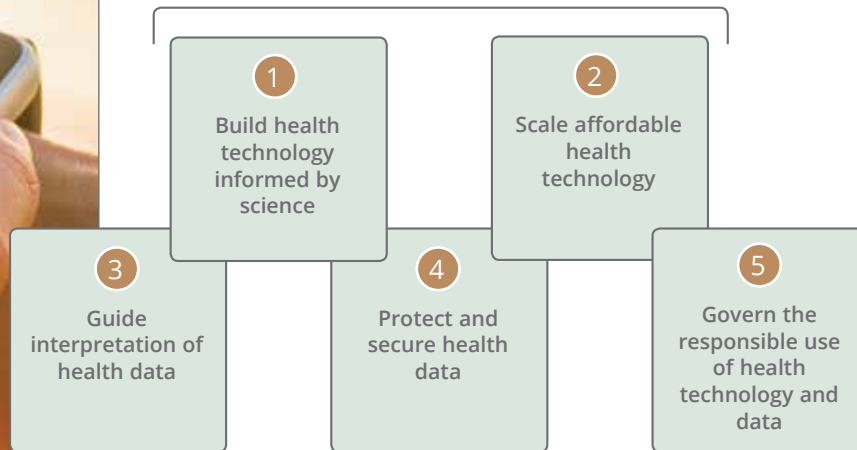 1
Build health
technology
informed by
science
2
Scale affordable
health
technology
3
Guide
interpretation of
health data
4
Protect and
secure health
data
5
Govern the
responsible use
of health
technology and
data